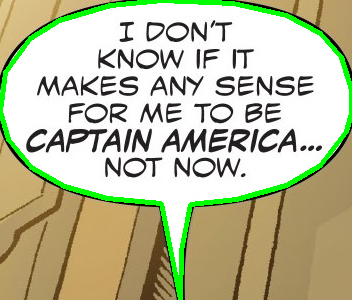 I DON'T
KNOW IF IT
MAKES ANY SENSE
FOR ME TO BE
CAPTAIN AMERICA...
NOT NOW.